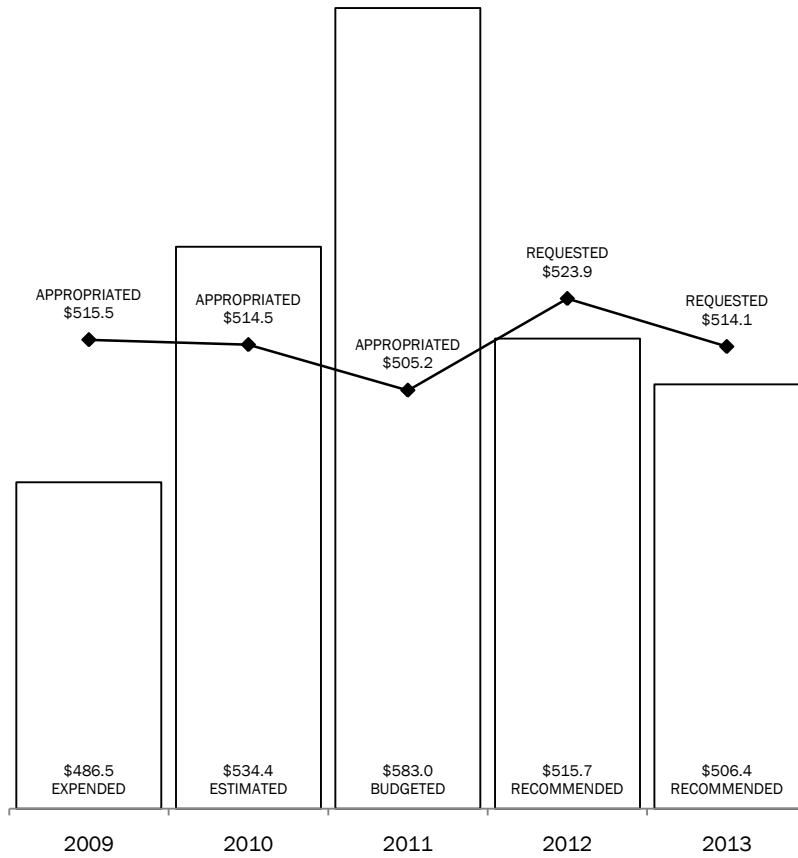 REQUESTED
$523.9
APPROPRIATED
$515.5
APPROPRIATED
$514.5
REQUESTED
$514.1
APPROPRIATED
$505.2
$486.5
EXPENDED
$534.4
ESTIMATED
$583.0
BUDGETED
$515.7
RECOMMENDED
$506.4
RECOMMENDED
2009
2010
2011
2012
2013